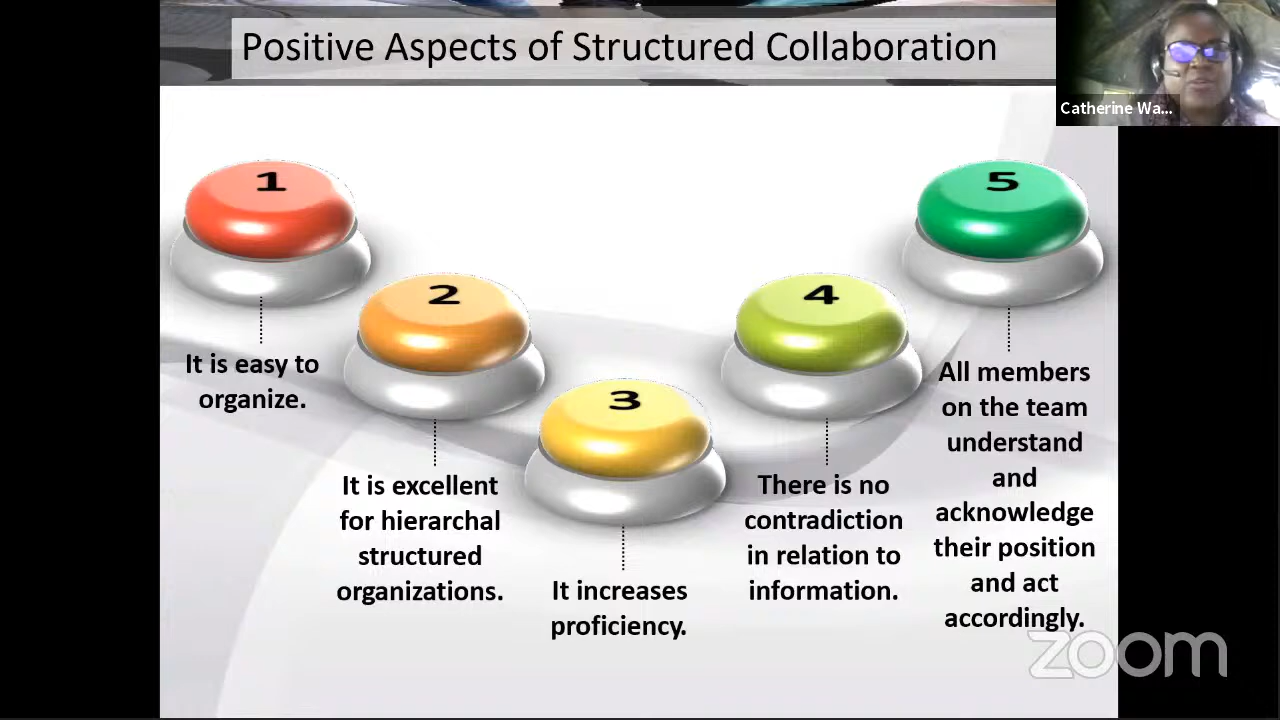 Positive Aspects of Structured Collaboration
Catherine Wa...
1
It is easy to
organize.
2
It is excellent
for hierarchal
structured
organizations.
3
It increases
proficiency.
4
There is no
contradiction
in relation to
information.
5
All members
on the team
understand
and
acknowledge
their position
and act
accordingly.
zoom